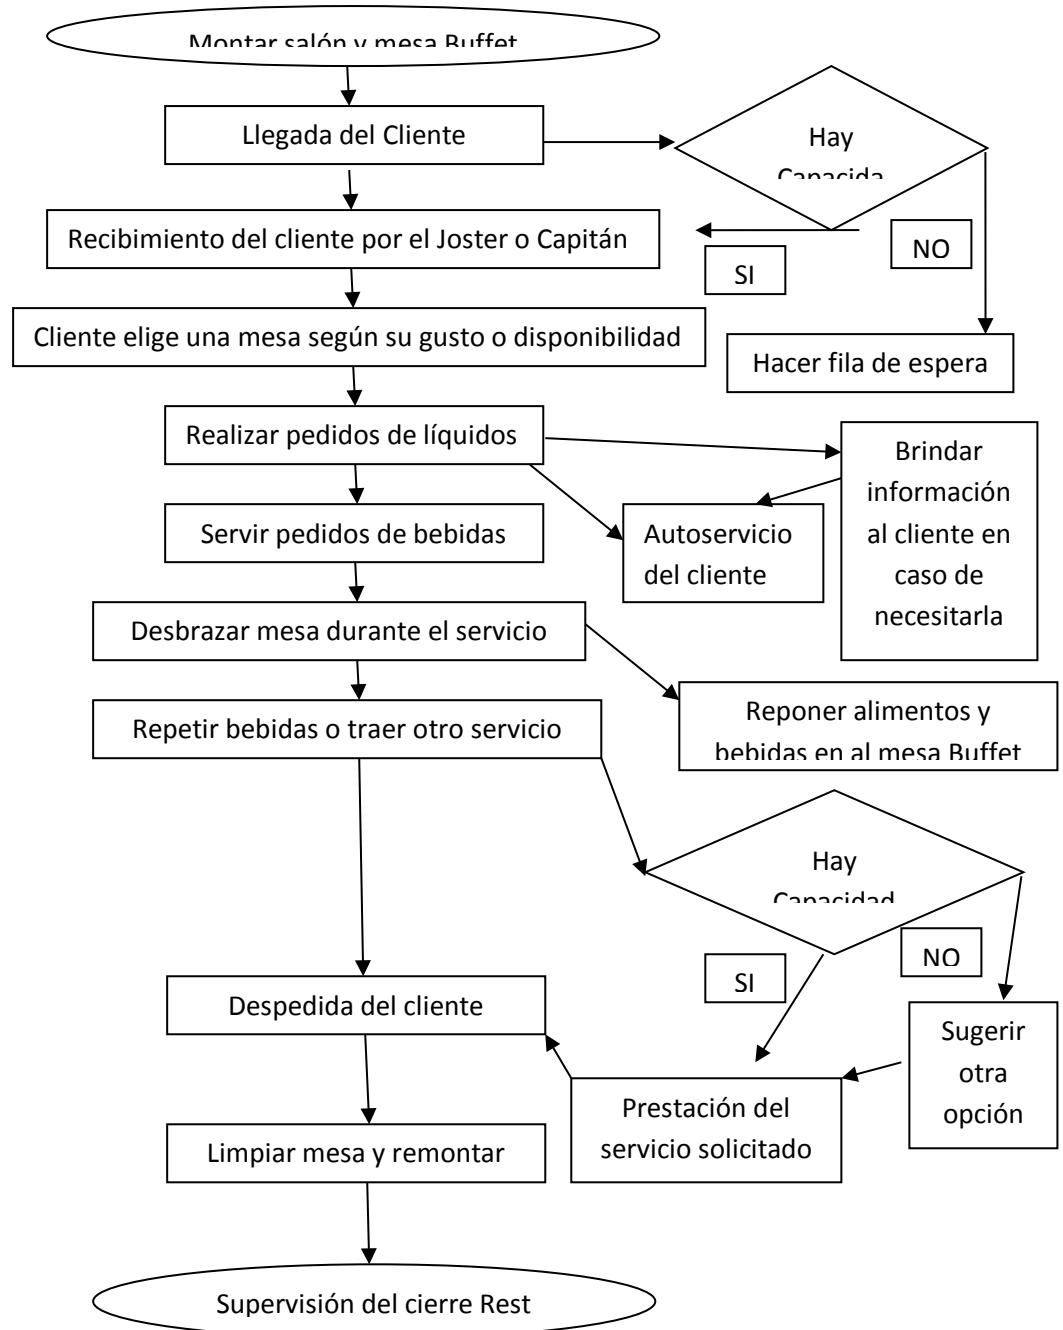 Montar salón y mesa Buffet
Llegada del Cliente
Hay
Capacida
Recibimiento del cliente por el Joster o Capitán
SI
NO
Cliente elige una mesa según su gusto o disponibilidad
Hacer fila de espera
Realizar pedidos de líquidos
Brindar
información
al cliente en
caso de
necesitarla
Servir pedidos de bebidas
Autoservicio
del cliente
Desbrazar mesa durante el servicio
Repetir bebidas o traer otro servicio
Reponer alimentos y
bebidas en al mesa Buffet
Hay
Capacidad
SI
NO
Despedida del cliente
Sugerir
otra
opción
Prestación del
servicio solicitado
Limpiar mesa y remontar
Supervisión del cierre Rest